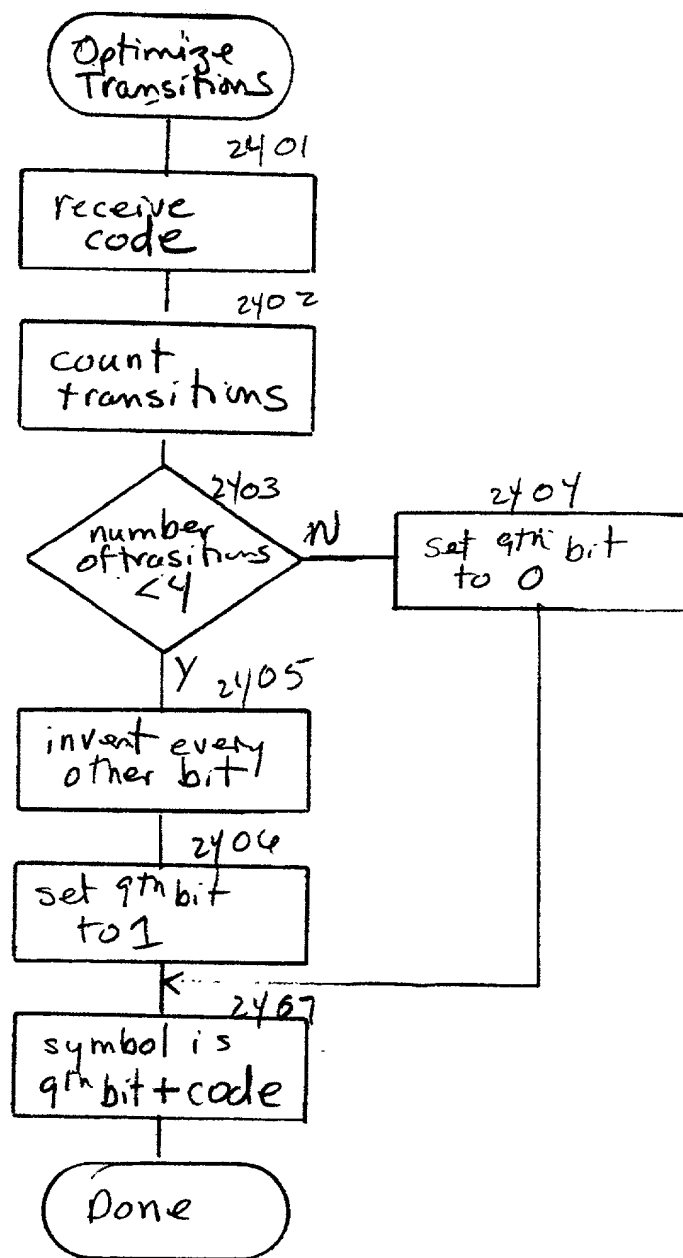 Optimize
Transitions
2401
receive
code
2402
count
transitions
2403
number
of trasitions
<4
N
2404
set 9th bit
to 0
Y
2405
invert every
other bit
2406
set 9th bit
to 1
2407
symbol is
9th bit + code
Done